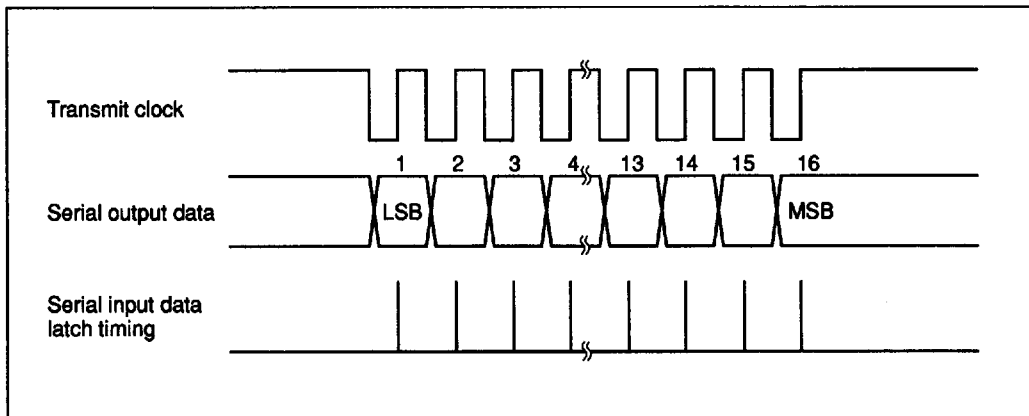 Transmit clock
1 2 3 4 13 14 15 16
Serial output data
LSB MSB
Serial input data
latch timing